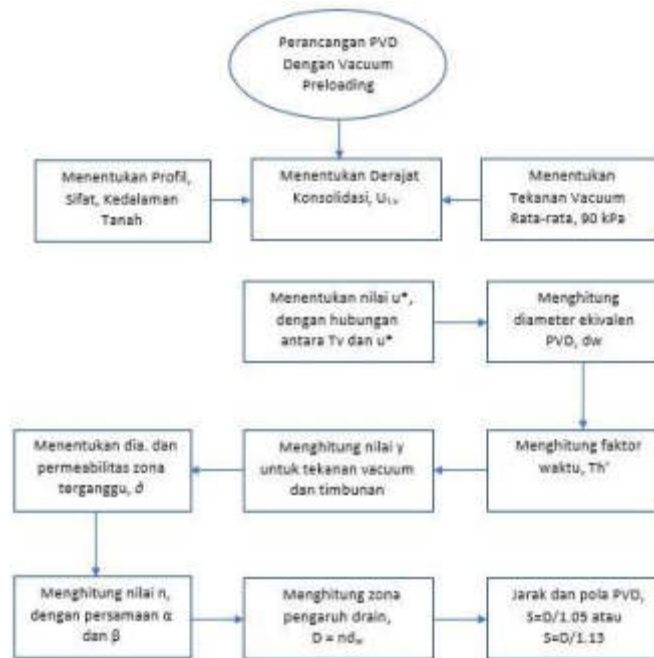 Perancangan PVD
Dengan Vacuum
Preloading
Menentukan Profil,
Sifat, Kedalaman
Tanah
Menentukan Derajat
Konsolidasi,
Menentukan
Tekanan Vacuum
Rata-rata, 90 kPa
Menentukan nilai u*,
dengan hubungan
antara Tv dan u*
Menghitung
diameter ekivalen
PVD, dw
Menentukan dia. dan
permeabilitas zona
terganggu, ∂
Menghitung nilai γ
untuk tekanan vacuum
dan timbunan
Menghitung faktor
waktu, Th'
Menghitung nilai n,
dengan persamaan α
dan β
Menghitung zona
pengaruh drain,
D = ndw
Jarak dan pola PVD,
S=D/1.05 atau
S=D/1.13